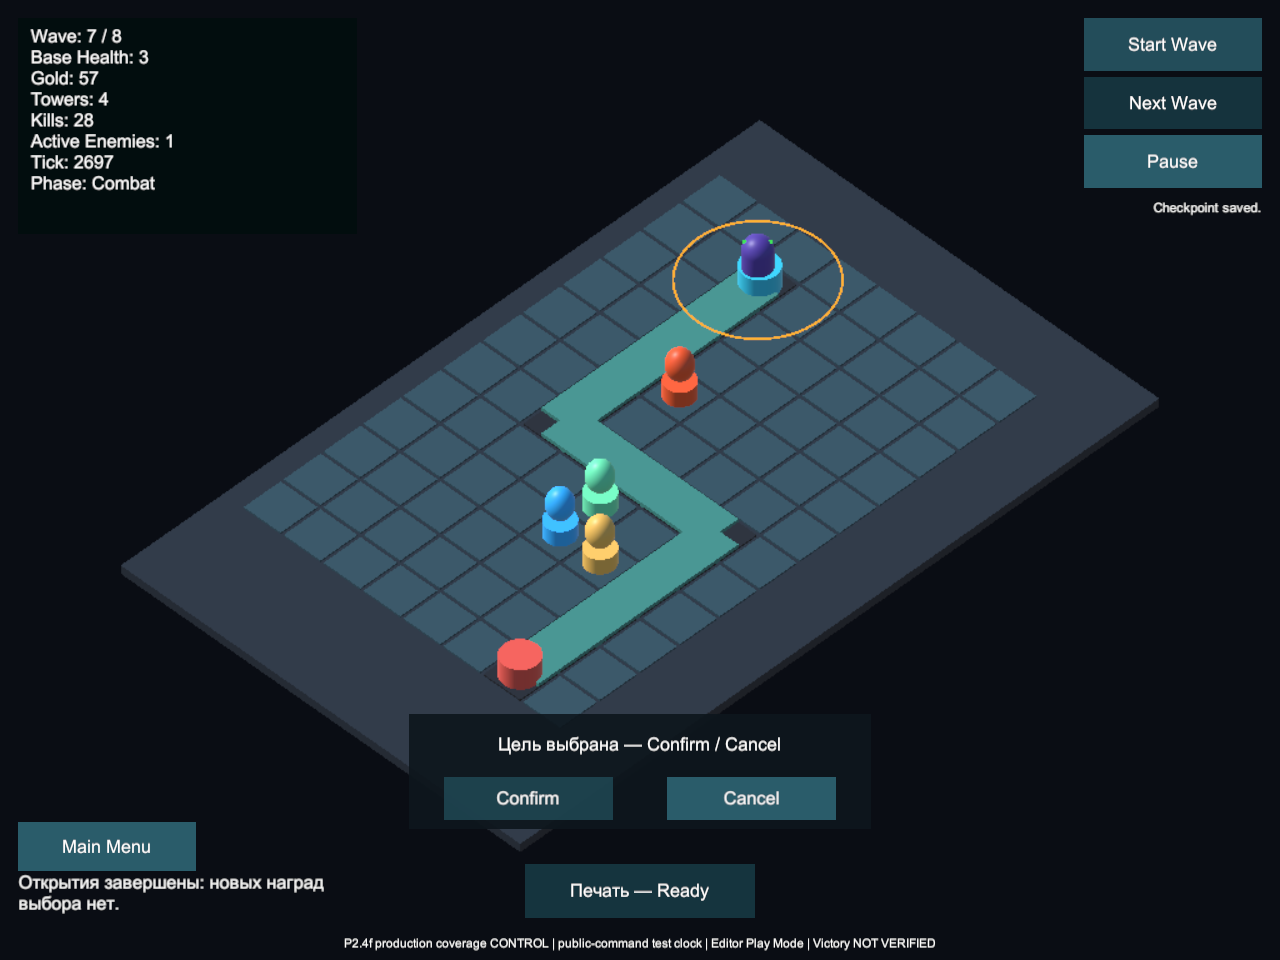 Wave: 7 / 8
Base Health: 3
Gold: 57
Towers: 4
Kills: 28
Active Enemies: 1
Tick: 2697
Phase: Combat
Start Wave
Next Wave
Pause
Checkpoint saved.
Цель выбрана — Confirm / Cancel
Confirm
Cancel
Main Menu
Открытия завершены: новых наград
выбора нет.
Печать — Ready
P2.4f production coverage CONTROL | public-command test clock | Editor Play Mode | Victory NOT VERIFIED